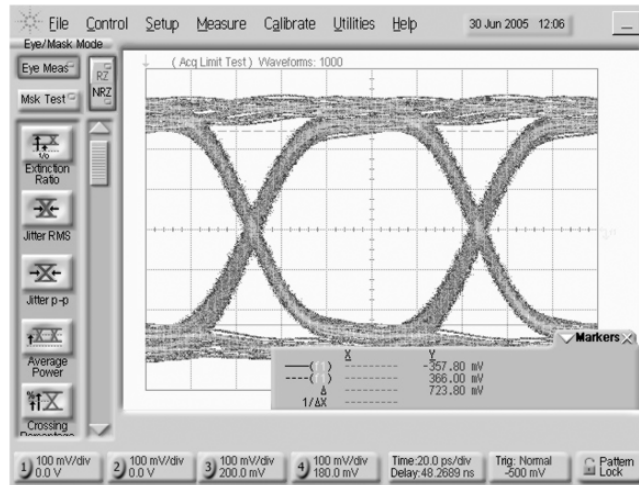 File Control Setup Measure Calibrate Utilities Help 30 Jun 2005 12:06
Eye/Mask Mode
Eye Meas
RZ
NRZ
Msk Test
( Acq Limit Test ) Waveforms: 1000
Extinction
Ratio
Jitter RMS
Jitter p-p
Average
Power
Crossing
Percentage
Markers
X Y
-357.80 mV
366.00 mV
Δ 723.80 mV
1/ΔX
1 100 mV/div
0.0 V
2 100 mV/div
0.0 V
3 100 mV/div
200.0 mV
4 100 mV/div
180.0 mV
Time:20.0 ps/div
Delay:48.2689 ns
Trig: Normal
-500 mV
Pattern
Lock